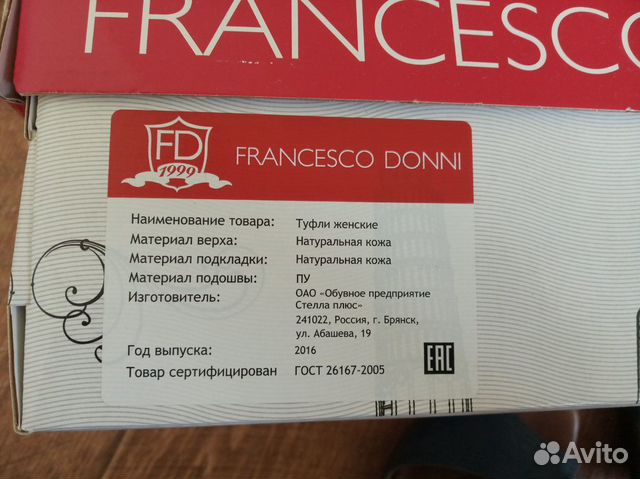 FRANCESCO
FD
1999
FRANCESCO DONNI
Наименование товара: Туфли женские
Материал верха: Натуральная кожа
Материал подкладки: Натуральная кожа
Материал подошвы: ПУ
Изготовитель: ОАО «Обувное предприятие
Стелла плюс»
241022, Россия, г. Брянск,
ул. Абашева, 19
Год выпуска: 2016
Товар сертифицирован ГОСТ 26167-2005
EAC
Avito